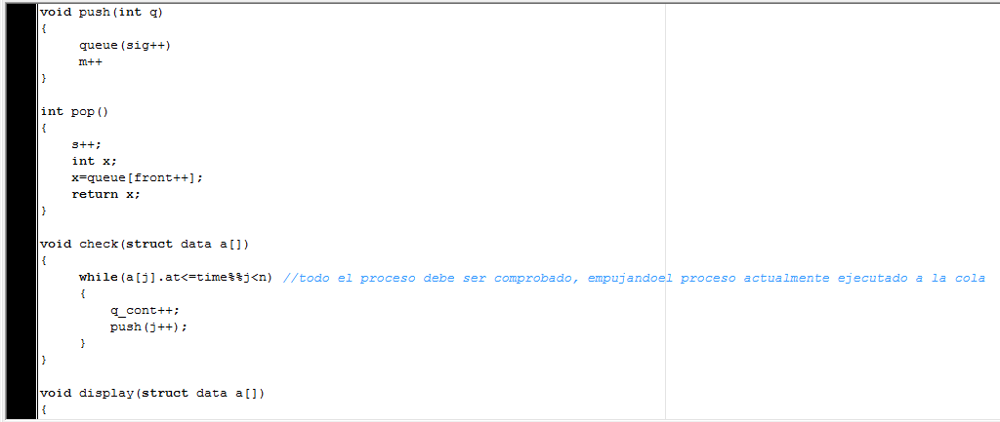 void push(int q)
{
queue(sig++)
m++
}
int pop()
{
s++;
int x;
x=queue[front++];
return x;
}
void check(struct data a[])
{
while(a[j].at<=time%%j<n) //todo el proceso debe ser comprobado, empujandoel proceso actualmente ejecutado a la cola
{
q_cont++;
push(j++);
}
}
void display(struct data a[])
{